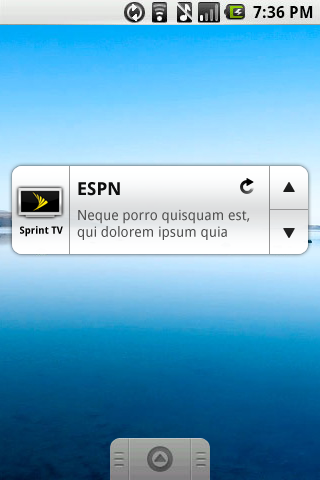 7:36 PM
ESPN
Neque porro quisquam est,
qui dolorem ipsum quia
Sprint TV